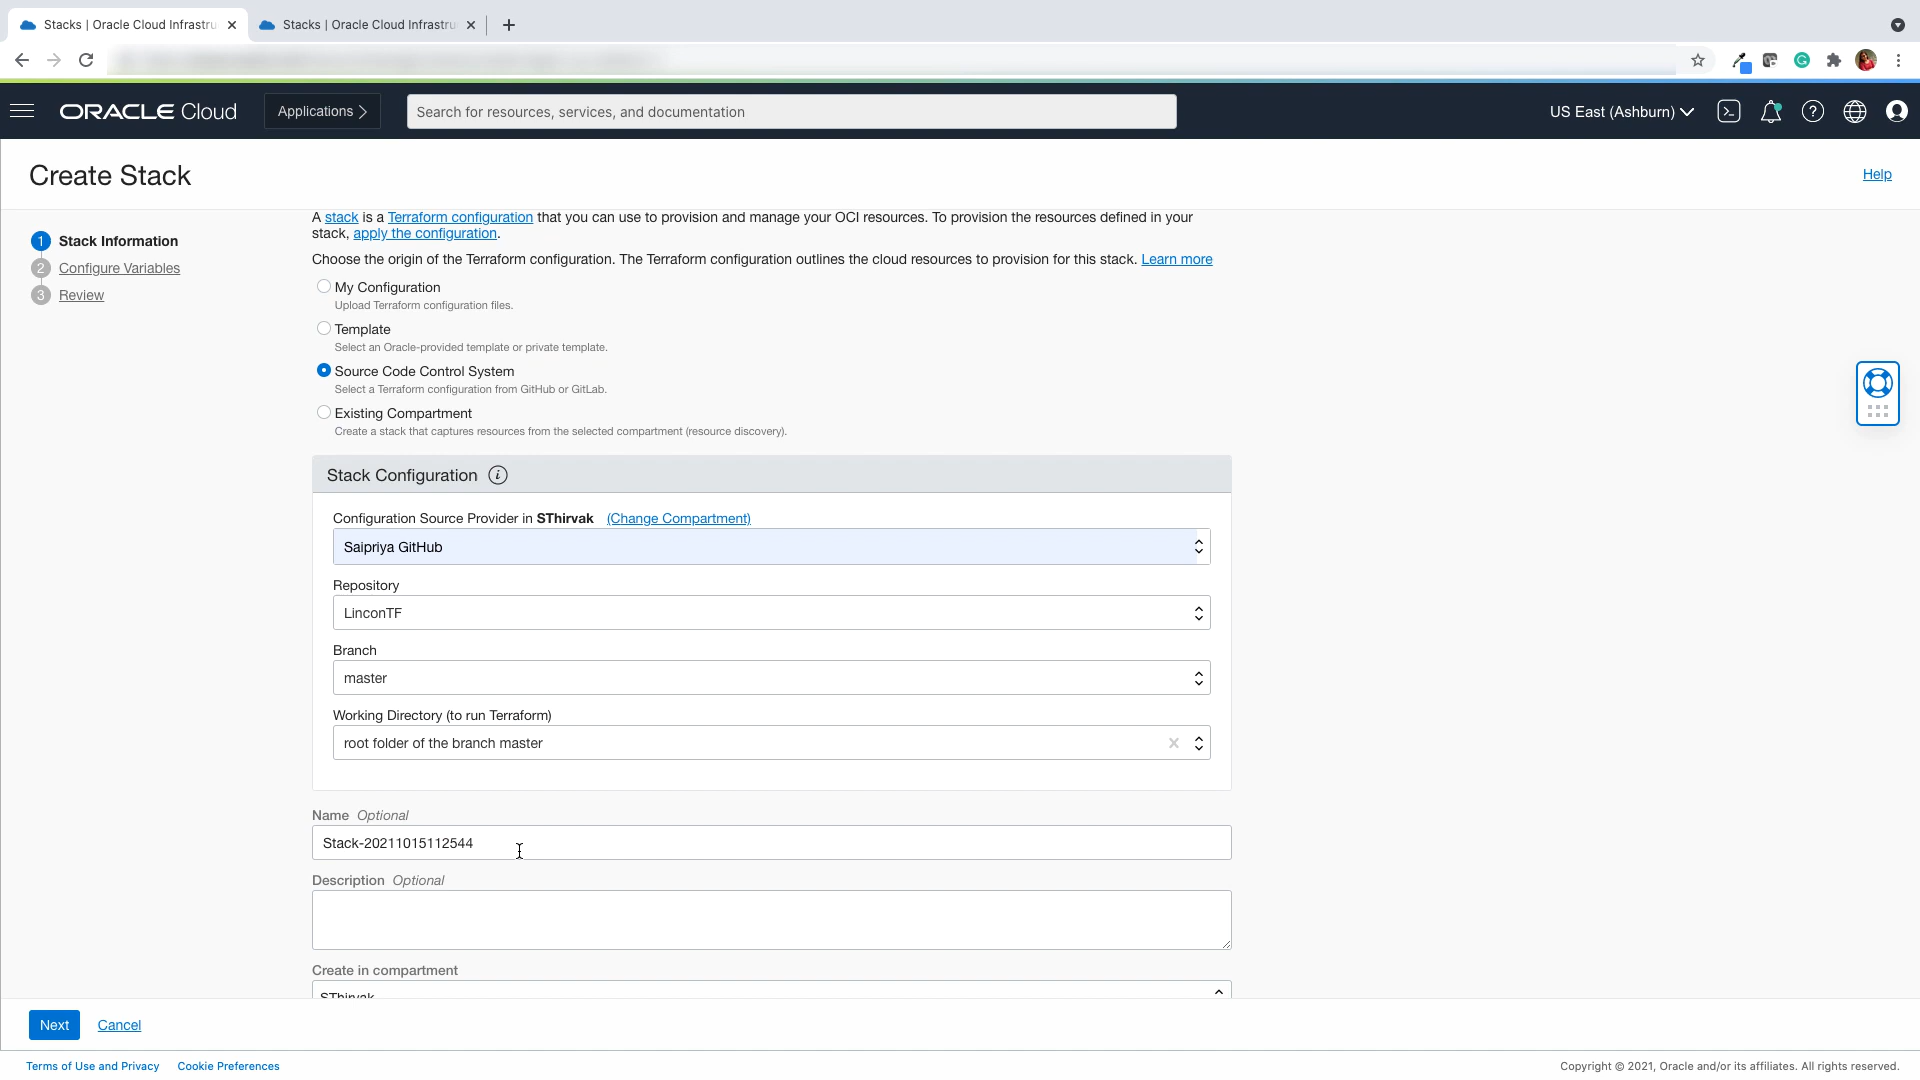 Stacks | Oracle Cloud Infrastru
Stacks | Oracle Cloud Infrastru
ORACLE Cloud
Applications
Search for resources, services, and documentation
US East (Ashburn)
Create Stack
Help
1 Stack Information
2 Configure Variables
3 Review
A stack is a Terraform configuration that you can use to provision and manage your OCI resources. To provision the resources defined in your
stack, apply the configuration.
Choose the origin of the Terraform configuration. The Terraform configuration outlines the cloud resources to provision for this stack. Learn more
My Configuration
Upload Terraform configuration files.
Template
Select an Oracle-provided template or private template.
Source Code Control System
Select a Terraform configuration from GitHub or GitLab.
Existing Compartment
Create a stack that captures resources from the selected compartment (resource discovery).
Stack Configuration
Configuration Source Provider in SThirvak (Change Compartment)
Saipriya GitHub
Repository
LinconTF
Branch
master
Working Directory (to run Terraform)
root folder of the branch master
Name Optional
Stack-20211015112544
Description Optional
Create in compartment
SThirvak
Next
Cancel
Terms of Use and Privacy
Cookie Preferences
Copyright © 2021, Oracle and/or its affiliates. All rights reserved.